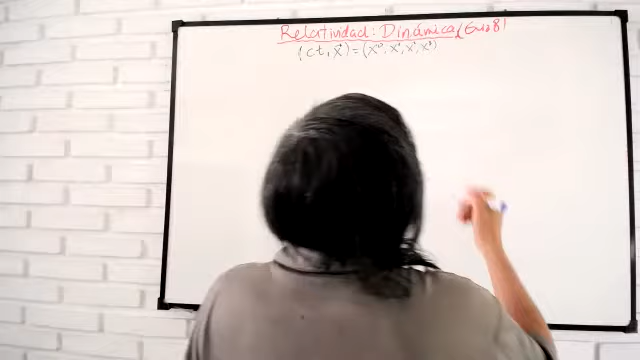 Relatividad: Dinámica (Guía 8)
(ct, x⃗) = (x⁰, x¹, x², x³)